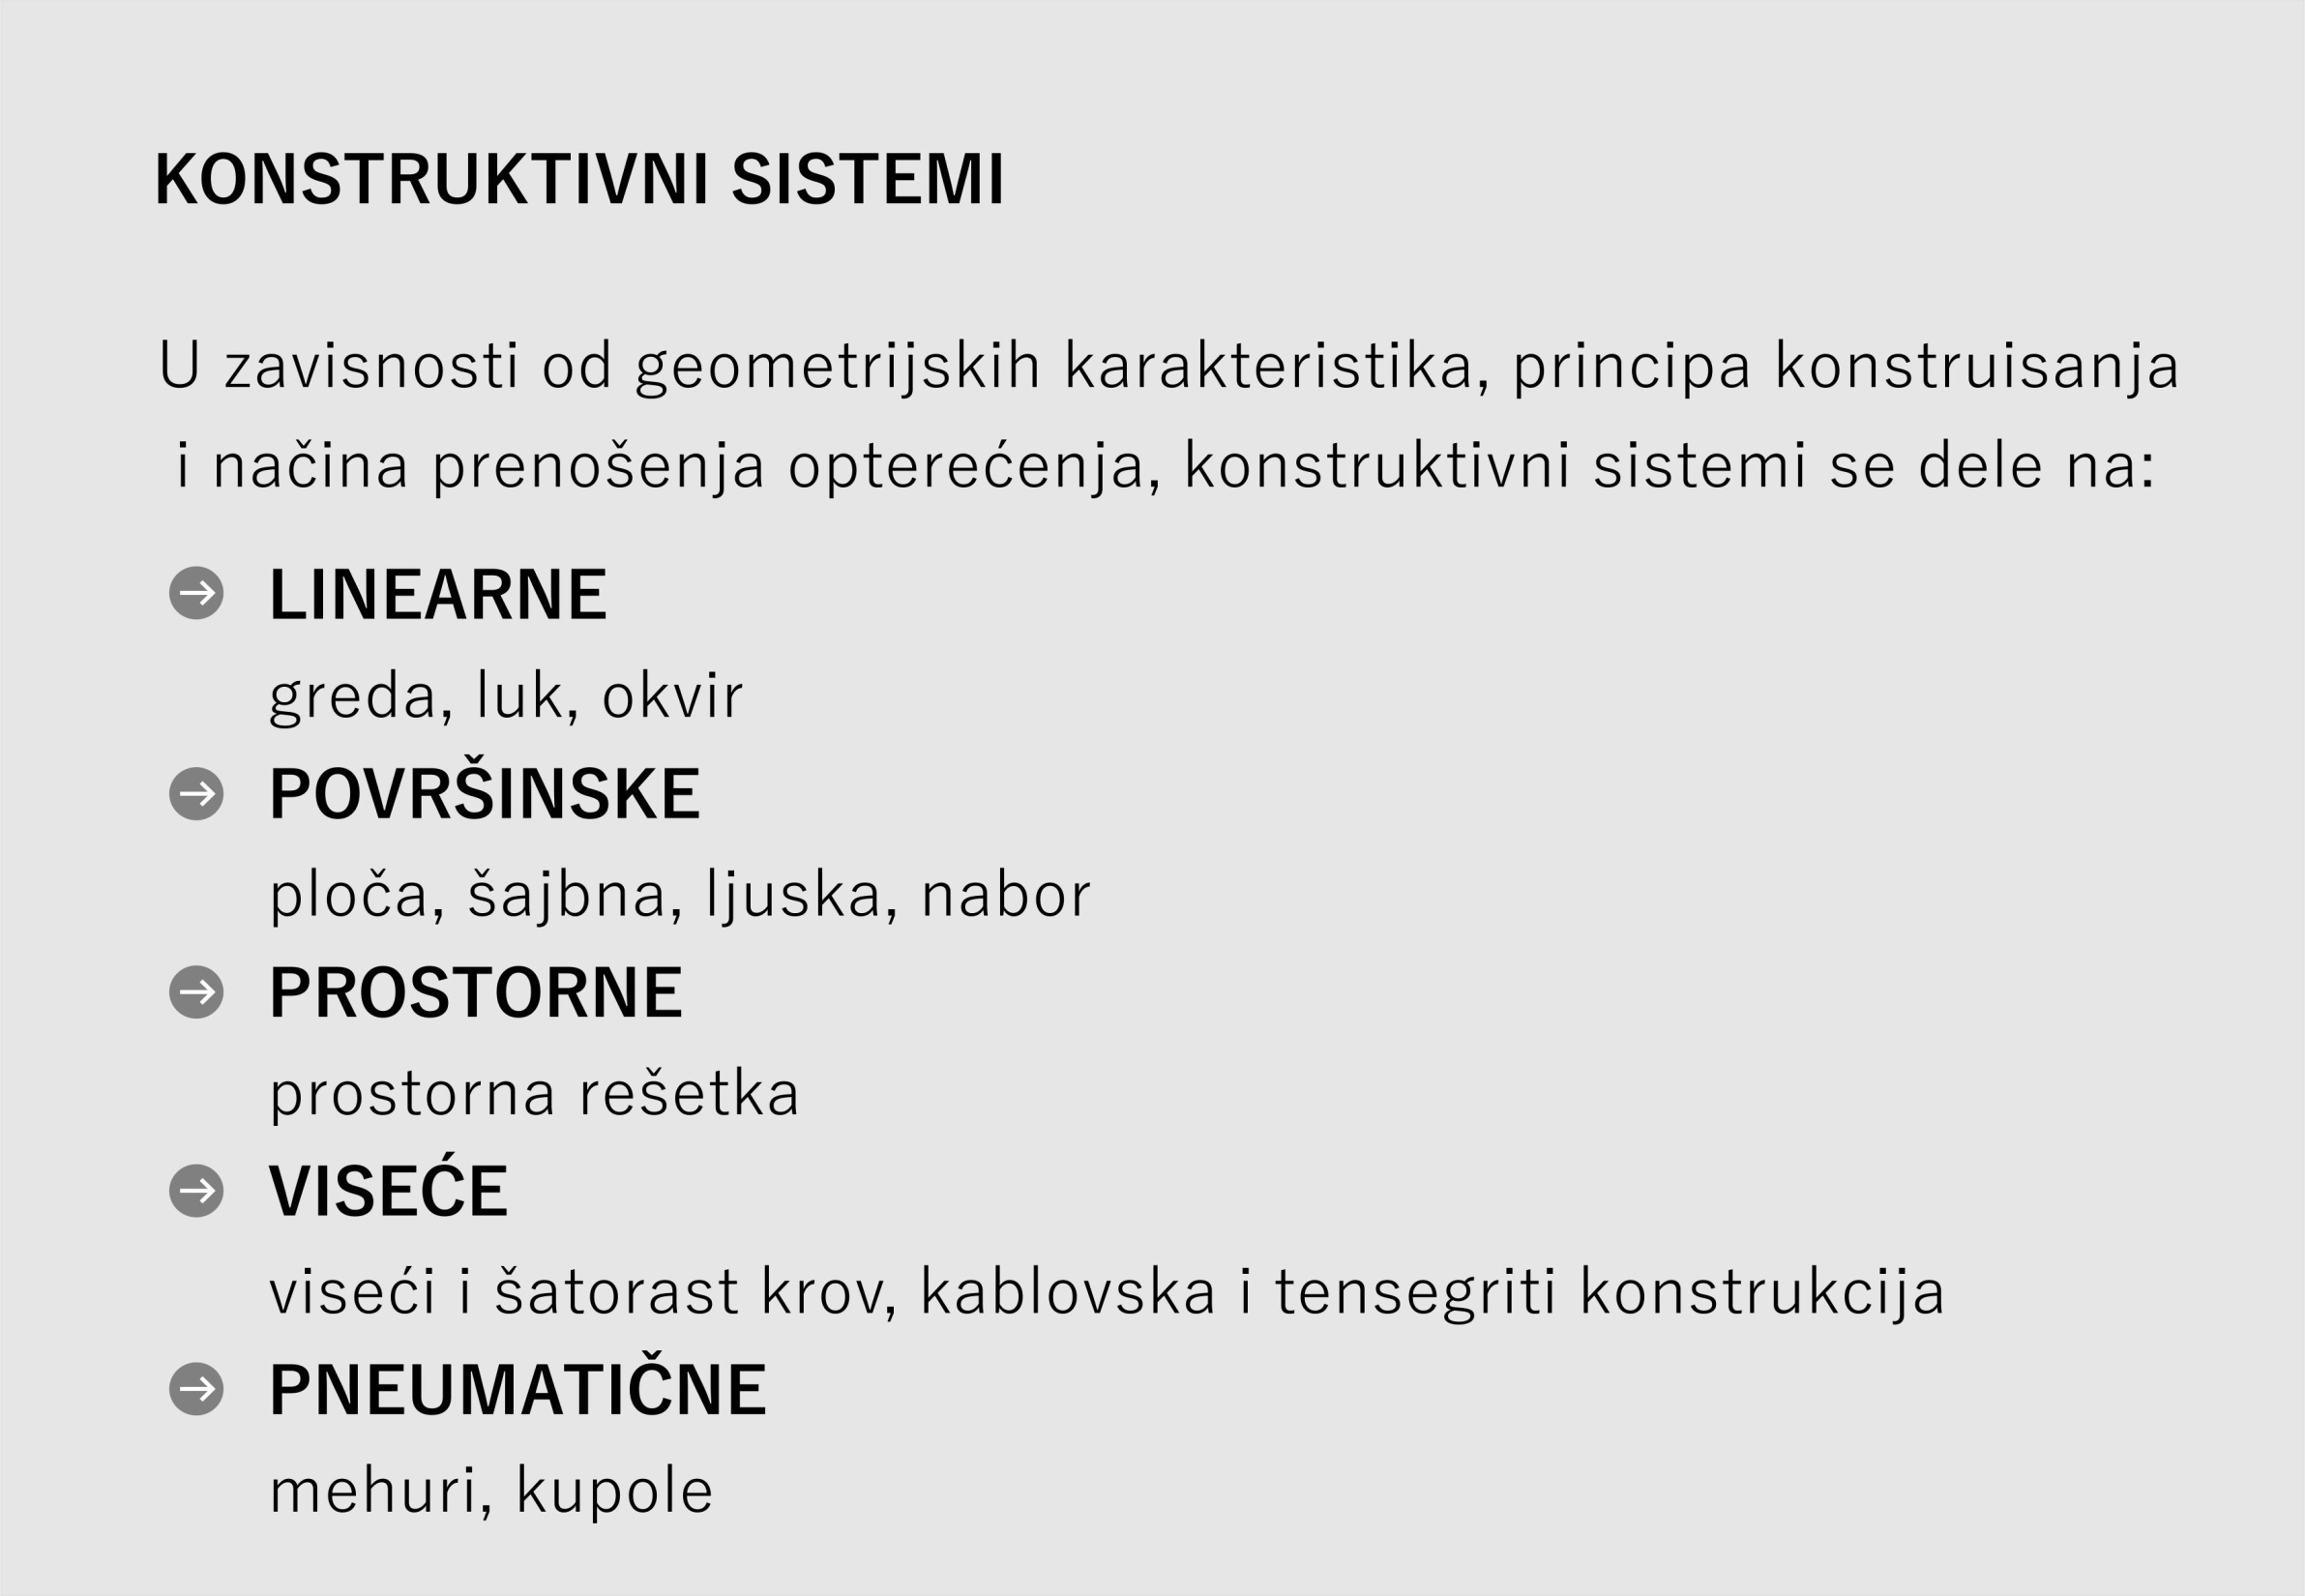 KONSTRUKTIVNI SISTEMI
U zavisnosti od geometrijskih karakteristika, principa konstruisanja
i načina prenošenja opterećenja, konstruktivni sistemi se dele na:
LINEARNE
greda, luk, okvir
POVRŠINSKE
ploča, šajbna, ljuska, nabor
PROSTORNE
prostorna rešetka
VISEĆE
viseći i šatorast krov, kablovska i tensegriti konstrukcija
PNEUMATIČNE
mehuri, kupole